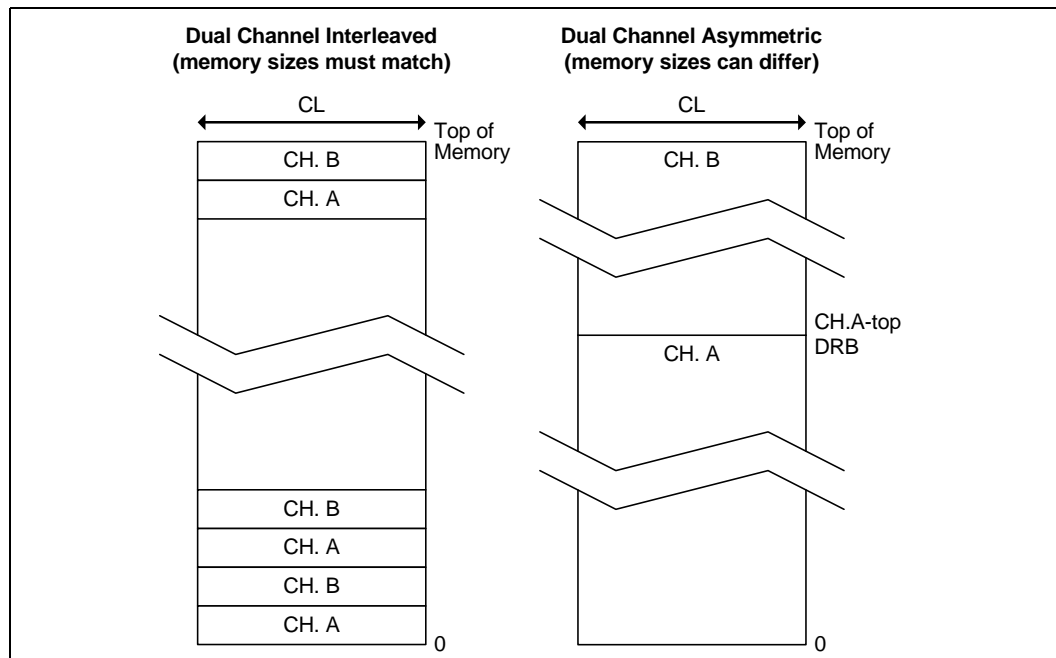 Dual Channel Interleaved
(memory sizes must match)
CL
Top of
Memory
CH. B
CH. A
CH. B
CH. A
CH. B
CH. A
0
Dual Channel Asymmetric
(memory sizes can differ)
CL
Top of
Memory
CH. B
CH.A-top
DRB
CH. A
0